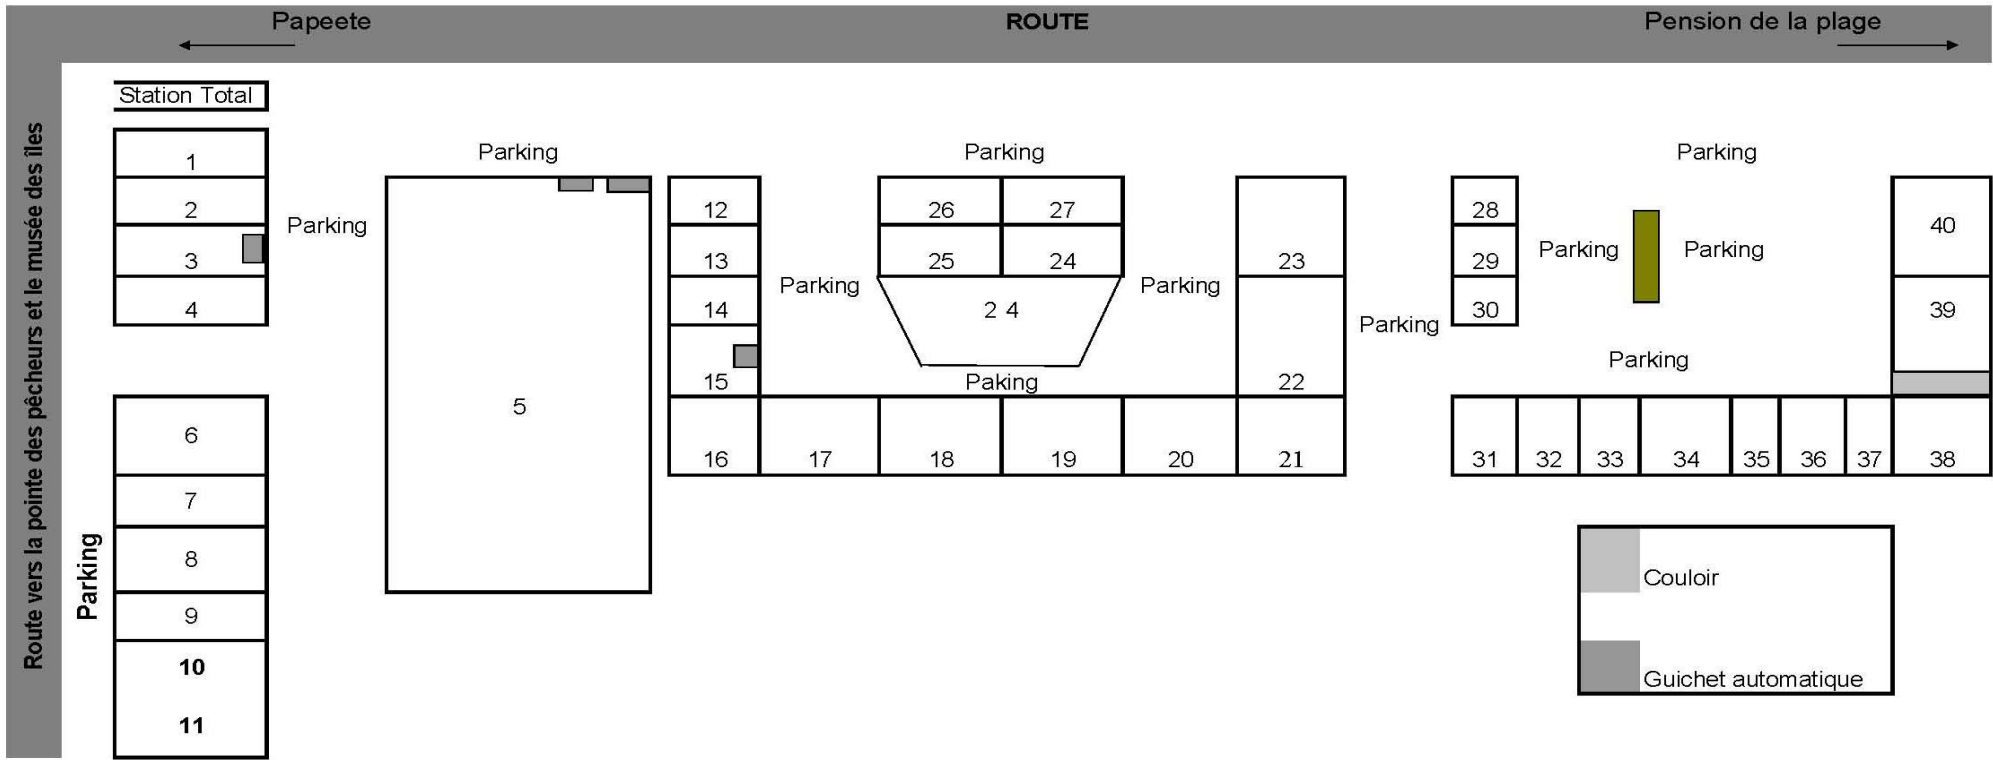 Papeete ROUTE Pension de la plage
Station Total
Route vers la pointe des pêcheurs et le musée des îles
1
2
3
4
Parking
Parking
5
6
7
8
9
10
11
Parking
12
13
14
15
16
Parking
Parking
26 27
25 24
2 4
Paking
Parking
23
22
17 18 19 20 21
Parking
28
29
30
Parking
Parking
Parking
Parking
40
39
31 32 33 34 35 36 37 38
Couloir
Guichet automatique